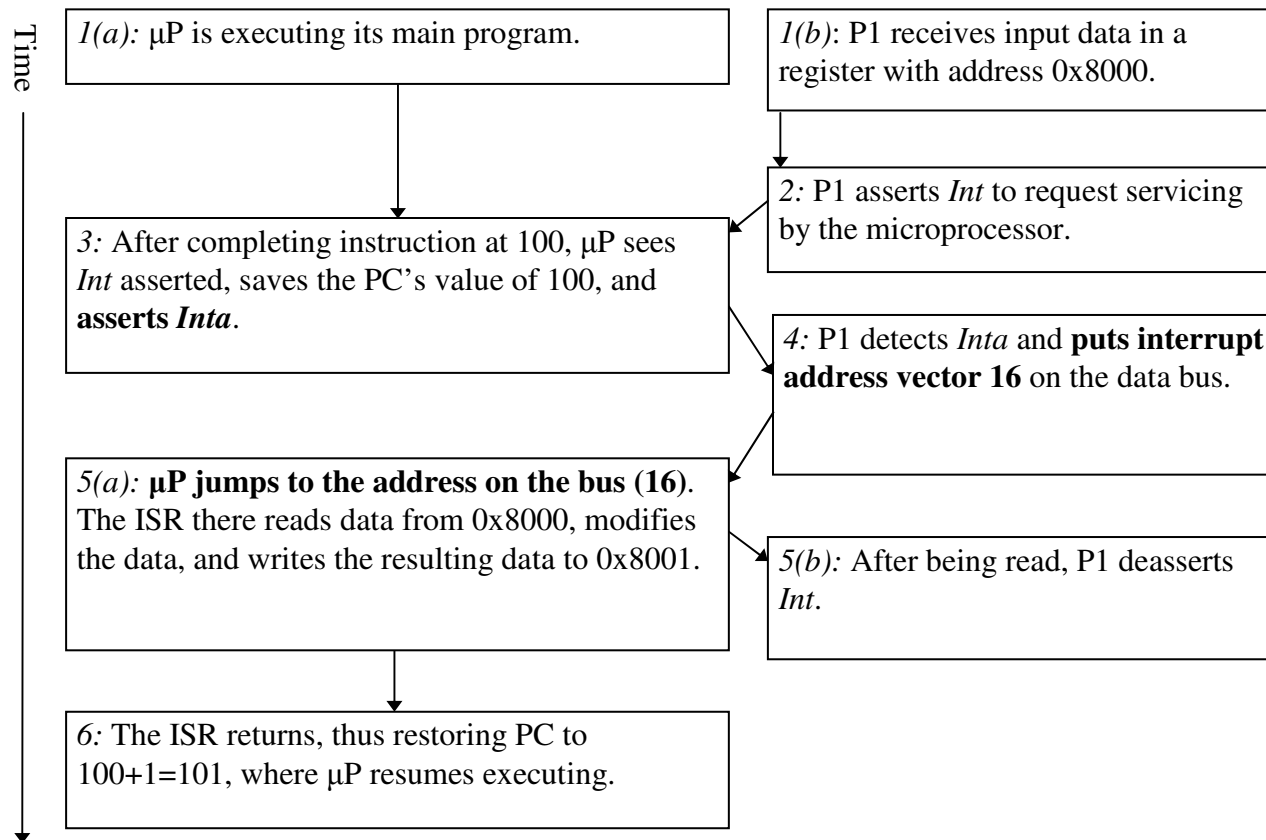 Time
1(a): μP is executing its main program.
1(b): P1 receives input data in a
register with address 0x8000.
2: P1 asserts Int to request servicing
by the microprocessor.
3: After completing instruction at 100, μP sees
Int asserted, saves the PC’s value of 100, and
asserts Inta.
4: P1 detects Inta and puts interrupt
address vector 16 on the data bus.
5(a): μP jumps to the address on the bus (16).
The ISR there reads data from 0x8000, modifies
the data, and writes the resulting data to 0x8001.
5(b): After being read, P1 deasserts
Int.
6: The ISR returns, thus restoring PC to
100+1=101, where μP resumes executing.